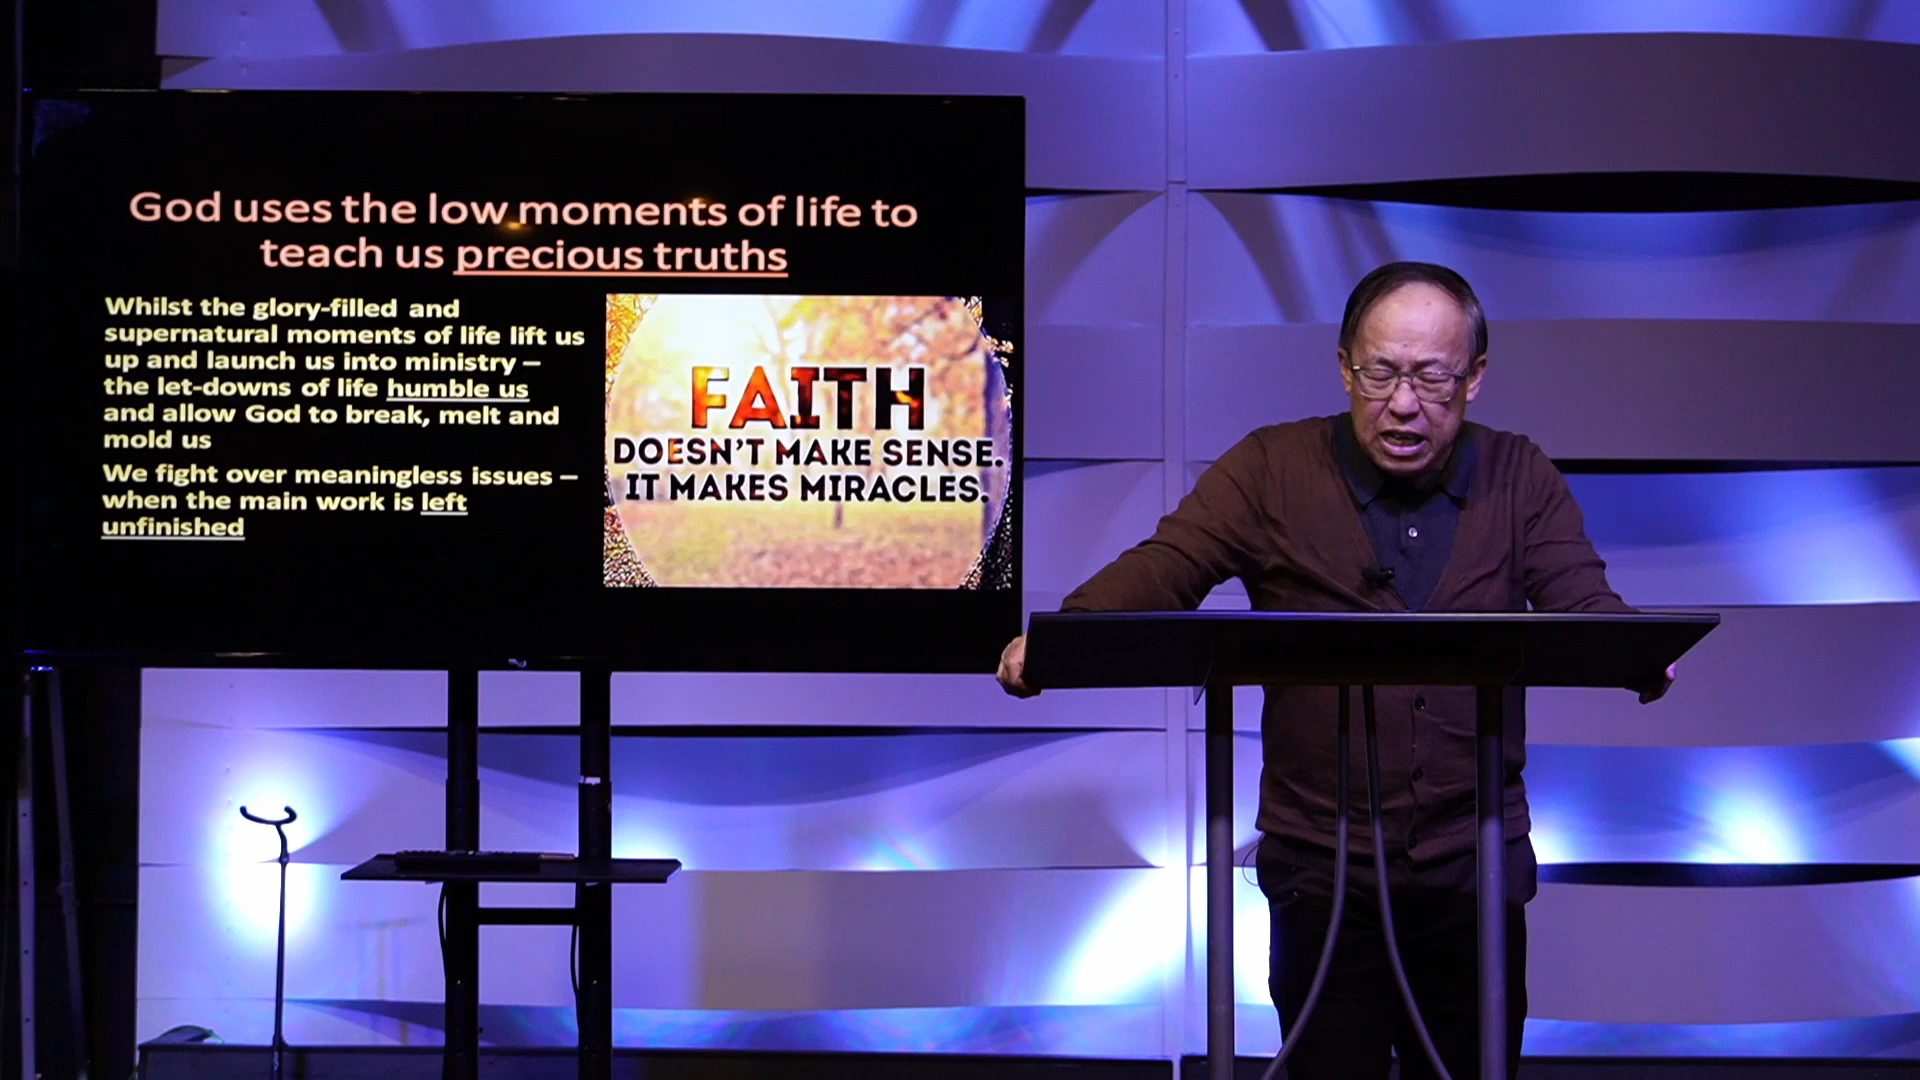 God uses the low moments of life to
teach us precious truths
Whilst the glory-filled and
supernatural moments of life lift us
up and launch us into ministry –
the let-downs of life humble us
and allow God to break, melt and
mold us
We fight over meaningless issues –
when the main work is left
unfinished
FAITH
DOESN'T MAKE SENSE.
IT MAKES MIRACLES.